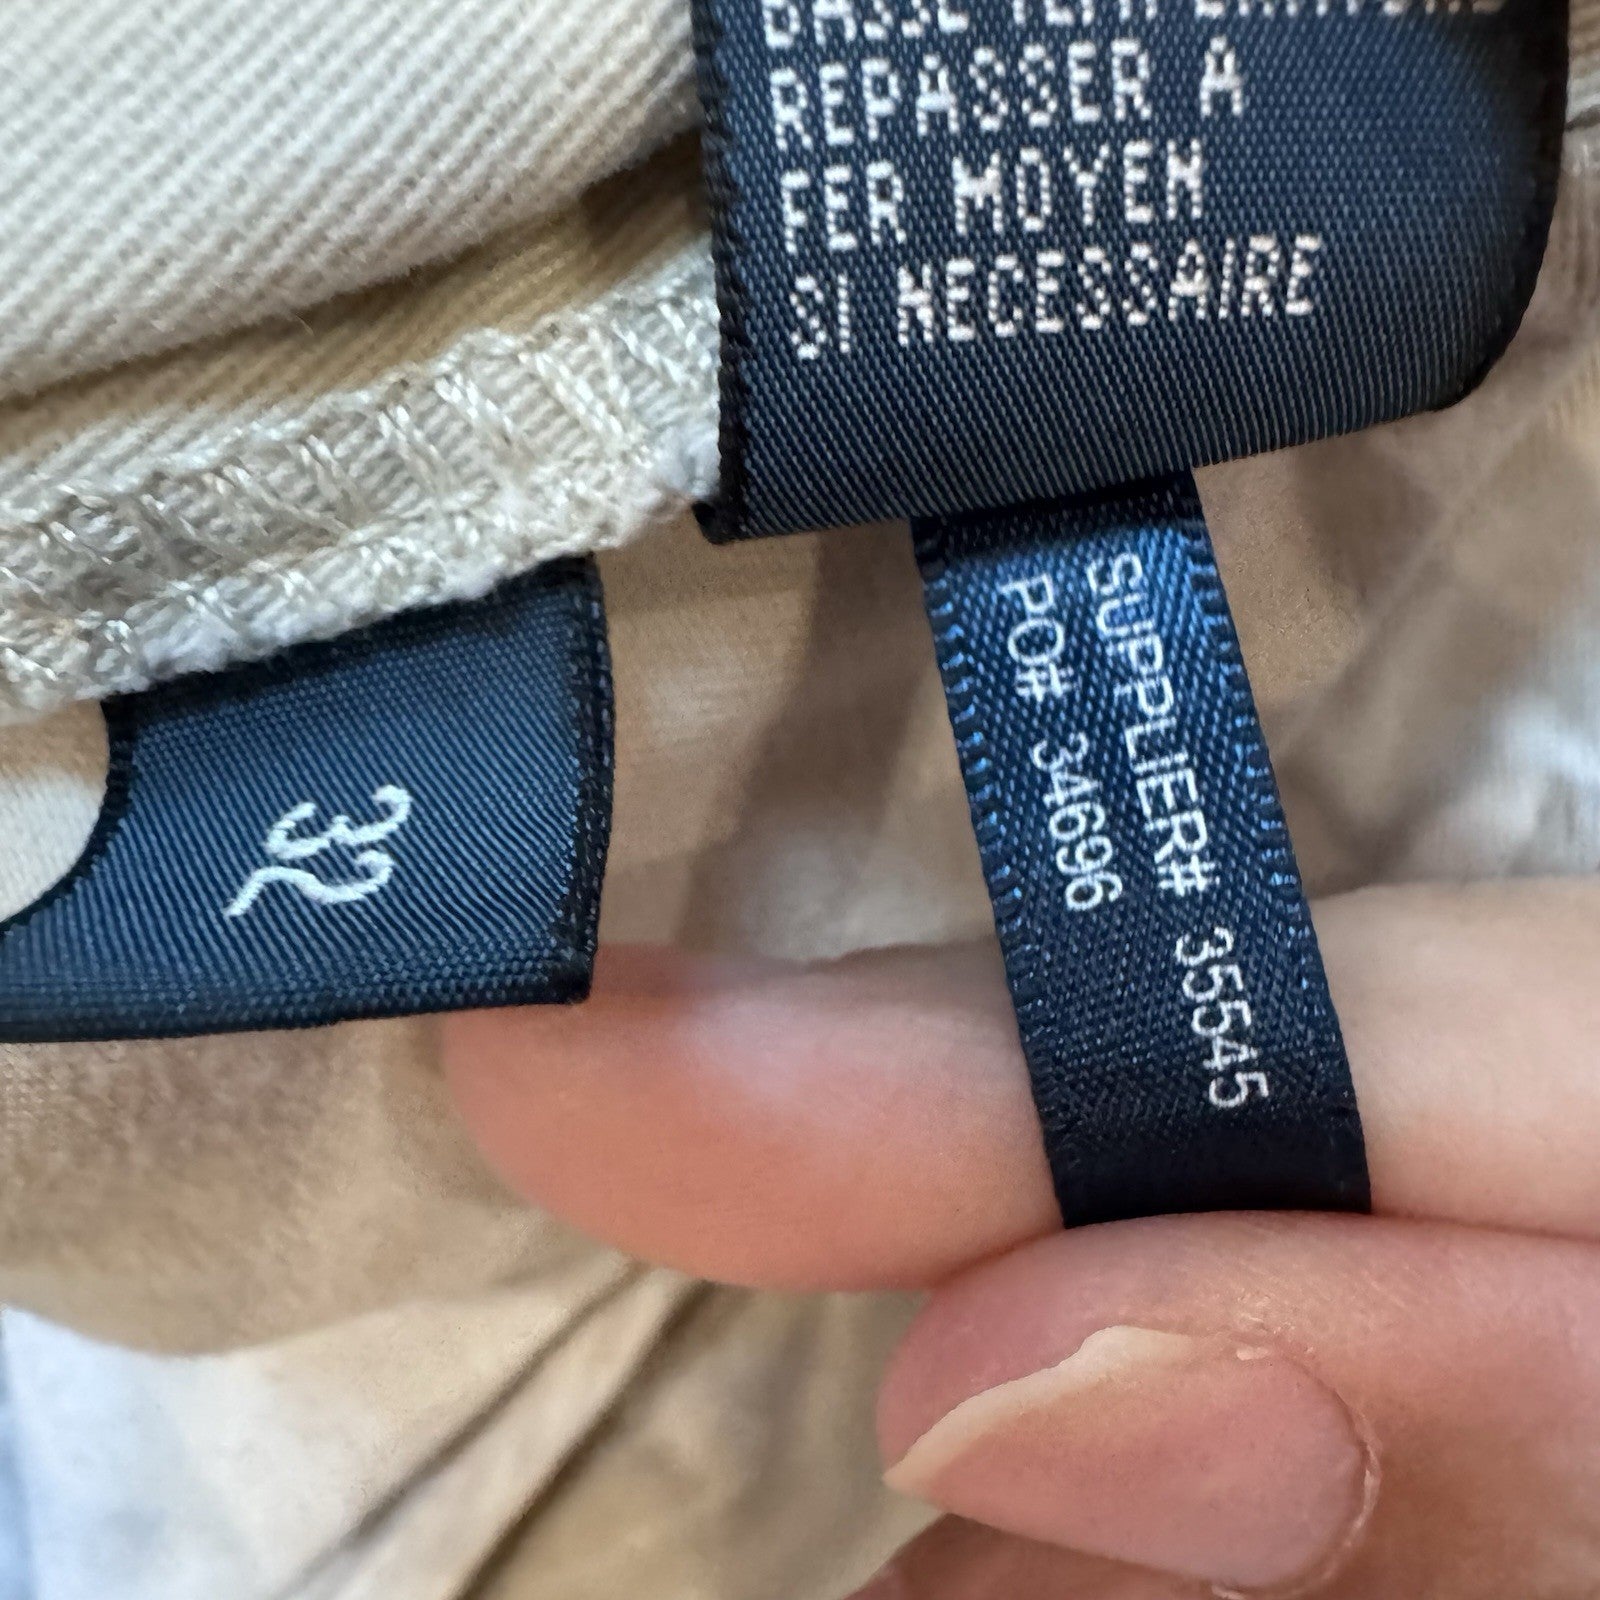 REPASSER A
FER MOYEN
SI NECESSAIRE
32
SUPPLIER# 35545
PO# 34696